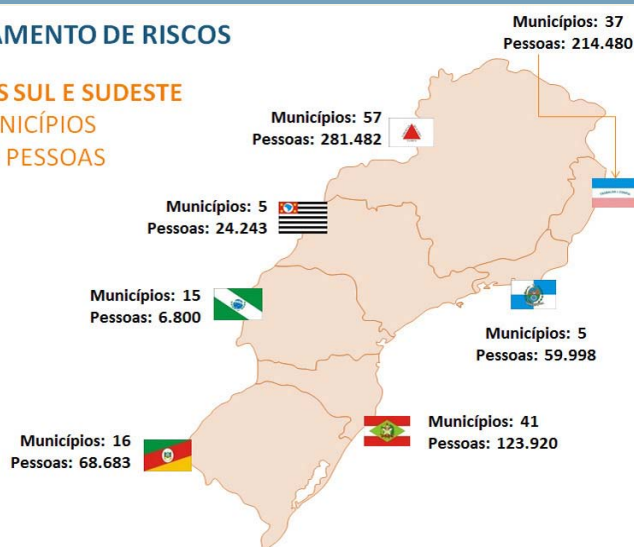 DE RISCOS
SUL E SUDESTE
PESSOAS
Municípios: 37
Pessoas: 214.480
Municípios: 57
Pessoas: 281.482
Municípios: 5
Pessoas: 24.243
Municípios: 15
Pessoas: 6.800
Municípios: 5
Pessoas: 59.998
Municípios: 41
Pessoas: 123.920
Municípios: 16
Pessoas: 68.683